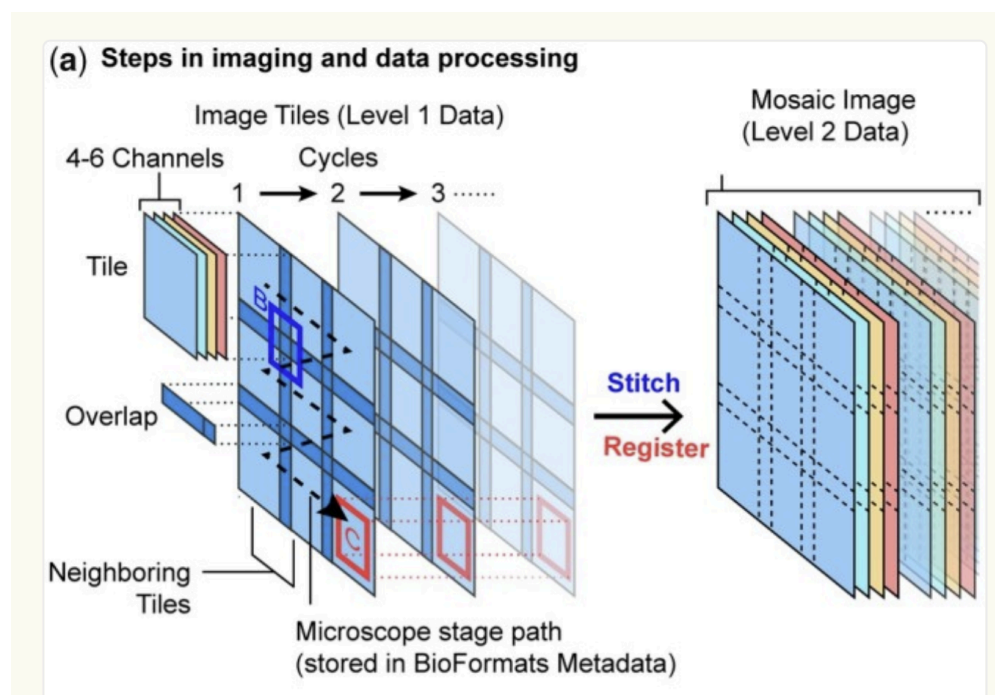 (a) Steps in imaging and data processing
Image Tiles (Level 1 Data)
Mosaic Image
(Level 2 Data)
4-6 Channels
Cycles
1 2 3 ......
......
Tile
B
Overlap
Stitch
Register
C
Neighboring
Tiles
Microscope stage path
(stored in BioFormats Metadata)